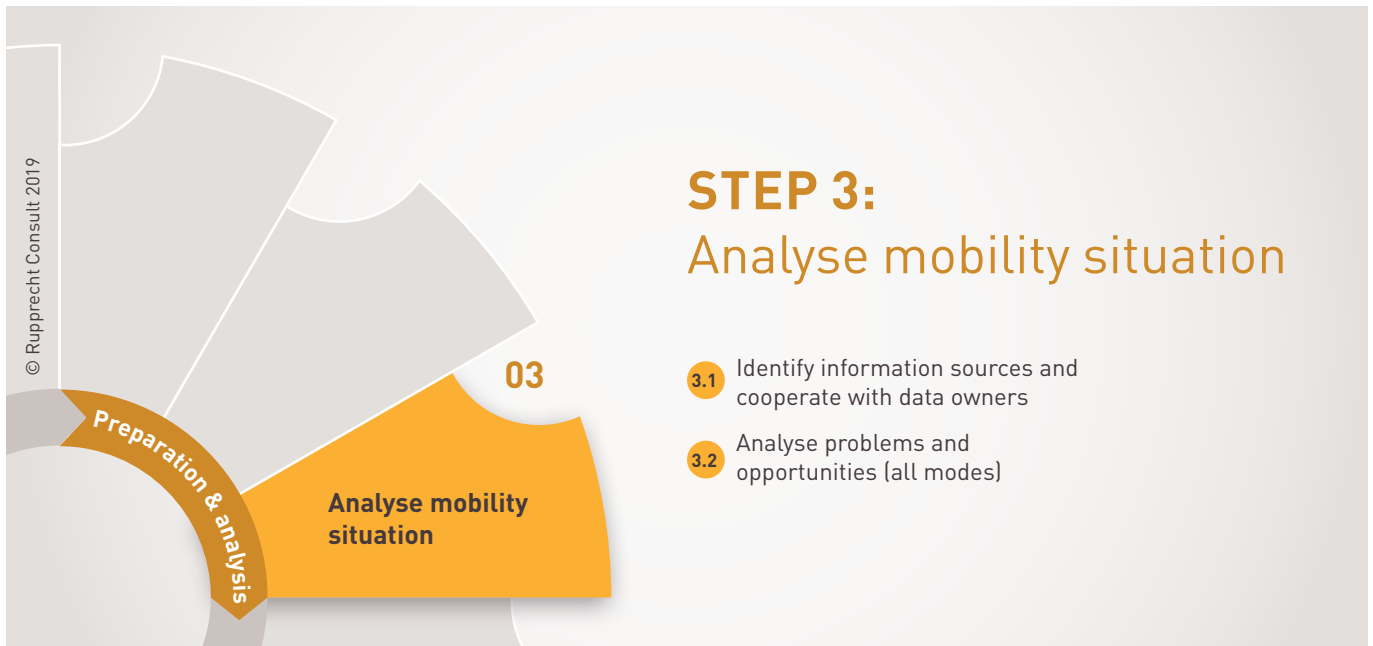 © Rupprecht Consult 2019
Preparation & analysis
03
Analyse mobility
situation
STEP 3:
Analyse mobility situation
3.1 Identify information sources and
cooperate with data owners
3.2 Analyse problems and
opportunities (all modes)